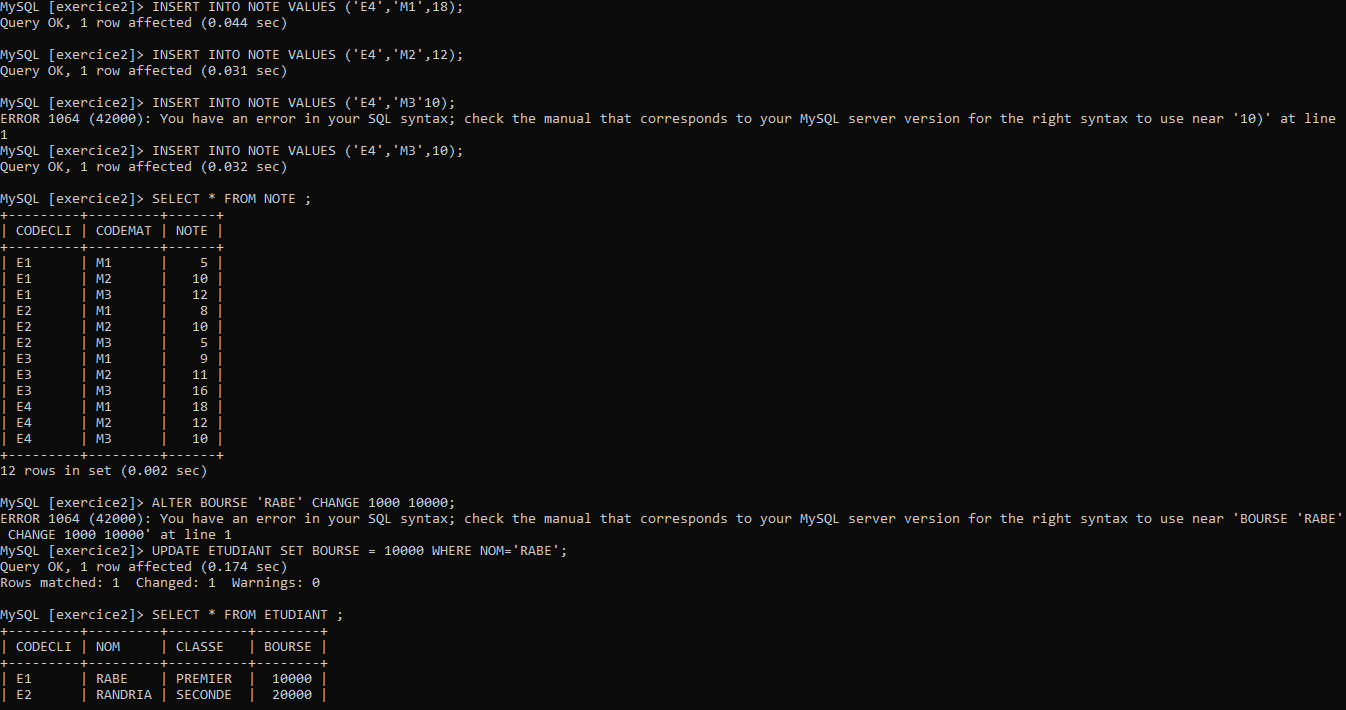 MySQL [exercice2]> INSERT INTO NOTE VALUES ('E4','M1',18);
Query OK, 1 row affected (0.044 sec)

MySQL [exercice2]> INSERT INTO NOTE VALUES ('E4','M2',12);
Query OK, 1 row affected (0.031 sec)

MySQL [exercice2]> INSERT INTO NOTE VALUES ('E4','M3'10);
ERROR 1064 (42000): You have an error in your SQL syntax; check the manual that corresponds to your MySQL server version for the right syntax to use near '10)' at line
1
MySQL [exercice2]> INSERT INTO NOTE VALUES ('E4','M3',10);
Query OK, 1 row affected (0.032 sec)

MySQL [exercice2]> SELECT * FROM NOTE ;
+---------+---------+------+
| CODECLI | CODEMAT | NOTE |
+---------+---------+------+
| E1      | M1      |    5 |
| E1      | M2      |   10 |
| E1      | M3      |   12 |
| E2      | M1      |    8 |
| E2      | M2      |   10 |
| E2      | M3      |    5 |
| E3      | M1      |    9 |
| E3      | M2      |   11 |
| E3      | M3      |   16 |
| E4      | M1      |   18 |
| E4      | M2      |   12 |
| E4      | M3      |   10 |
+---------+---------+------+
12 rows in set (0.002 sec)

MySQL [exercice2]> ALTER BOURSE 'RABE' CHANGE 1000 10000;
ERROR 1064 (42000): You have an error in your SQL syntax; check the manual that corresponds to your MySQL server version for the right syntax to use near 'BOURSE 'RABE'
 CHANGE 1000 10000' at line 1
MySQL [exercice2]> UPDATE ETUDIANT SET BOURSE = 10000 WHERE NOM='RABE';
Query OK, 1 row affected (0.174 sec)
Rows matched: 1  Changed: 1  Warnings: 0

MySQL [exercice2]> SELECT * FROM ETUDIANT ;
+---------+---------+----------+--------+
| CODECLI | NOM     | CLASSE   | BOURSE |
+---------+---------+----------+--------+
| E1      | RABE    | PREMIER  |  10000 |
| E2      | RANDRIA | SECONDE  |  20000 |